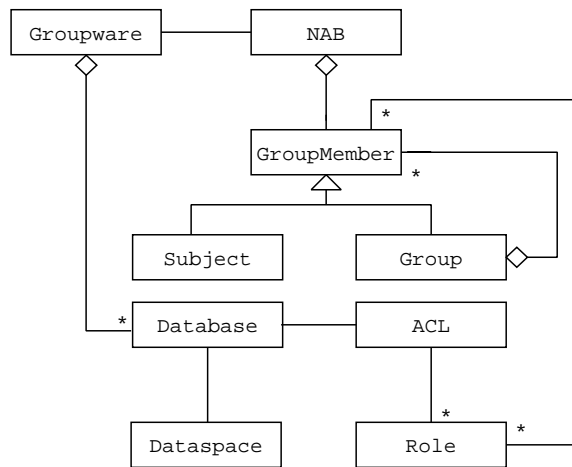 Groupware
NAB
*
GroupMember
*
Subject
Group
*
Database
ACL
*
*
Dataspace
Role